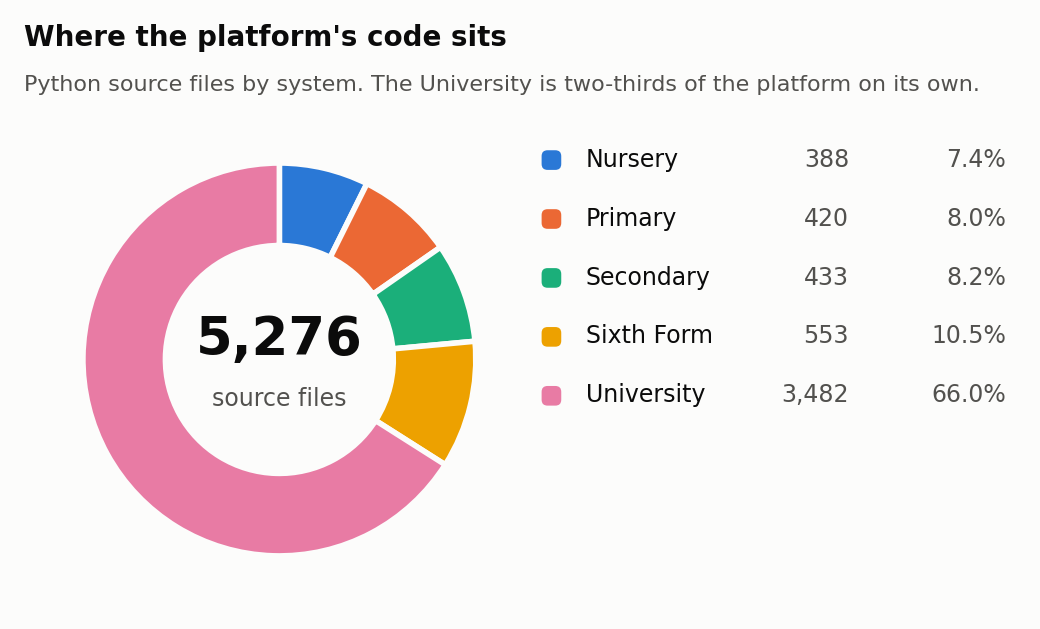 Where the platform's code sits
Python source files by system. The University is two-thirds of the platform on its own.
Nursery 388 7.4%
Primary 420 8.0%
Secondary 433 8.2%
Sixth Form 553 10.5%
University 3,482 66.0%
5,276
source files